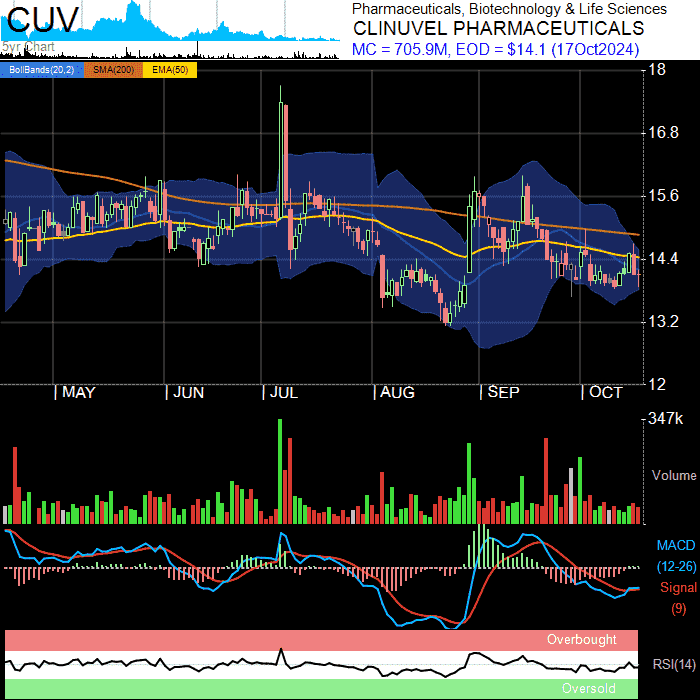 CUV
5yr Chart
Pharmaceuticals, Biotechnology & Life Sciences
CLINUVEL PHARMACEUTICALS
MC = 705.9M, EOD = $14.1 (17Oct2024)
BollBands(20,2) SMA(200) EMA(50)
18
16.8
15.6
14.4
13.2
12
MAY JUN JUL AUG SEP OCT
347k
Volume
MACD
(12-26)
Signal
(9)
Overbought
RSI(14)
Oversold